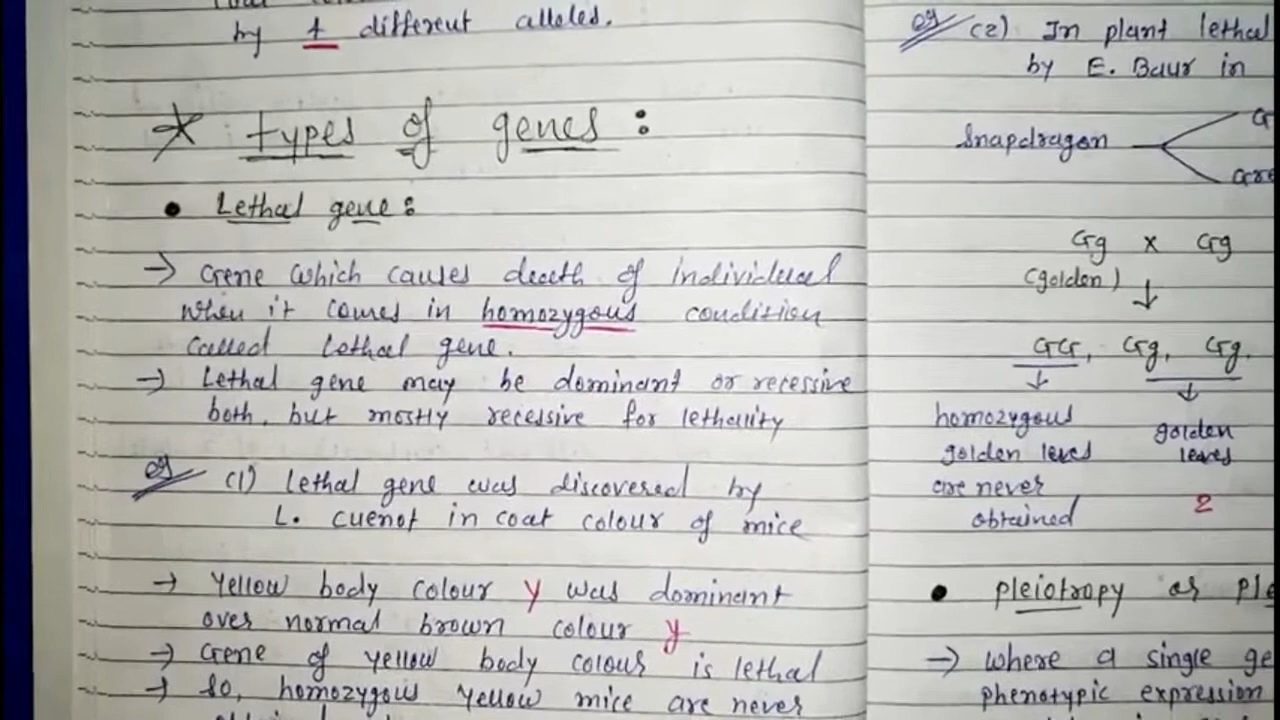 by 4 different alleles.
* types of genes :
• Lethal gene :
→ Gene which causes death of individual
when it comes in homozygous condition
called lethal gene.
→ Lethal gene may be dominant or recessive
both, but mostly recessive for lethality
eg (1) Lethal gene was discovered by
L. cuenot in coat colour of mice
→ Yellow body colour Y was dominant
over normal brown colour y
→ Gene of yellow body colour is lethal
→ So, homozygous yellow mice are never
eg (2) In plant lethal
by E. Baur in
Snapdragon
Gg x Gg
(golden) ↓
GG, Gg, Gg.
↓ ↓
homozygous
golden leves
are never
obtained
golden
leaves
2
• pleiotropy or
→ where a single
phenotypic expression